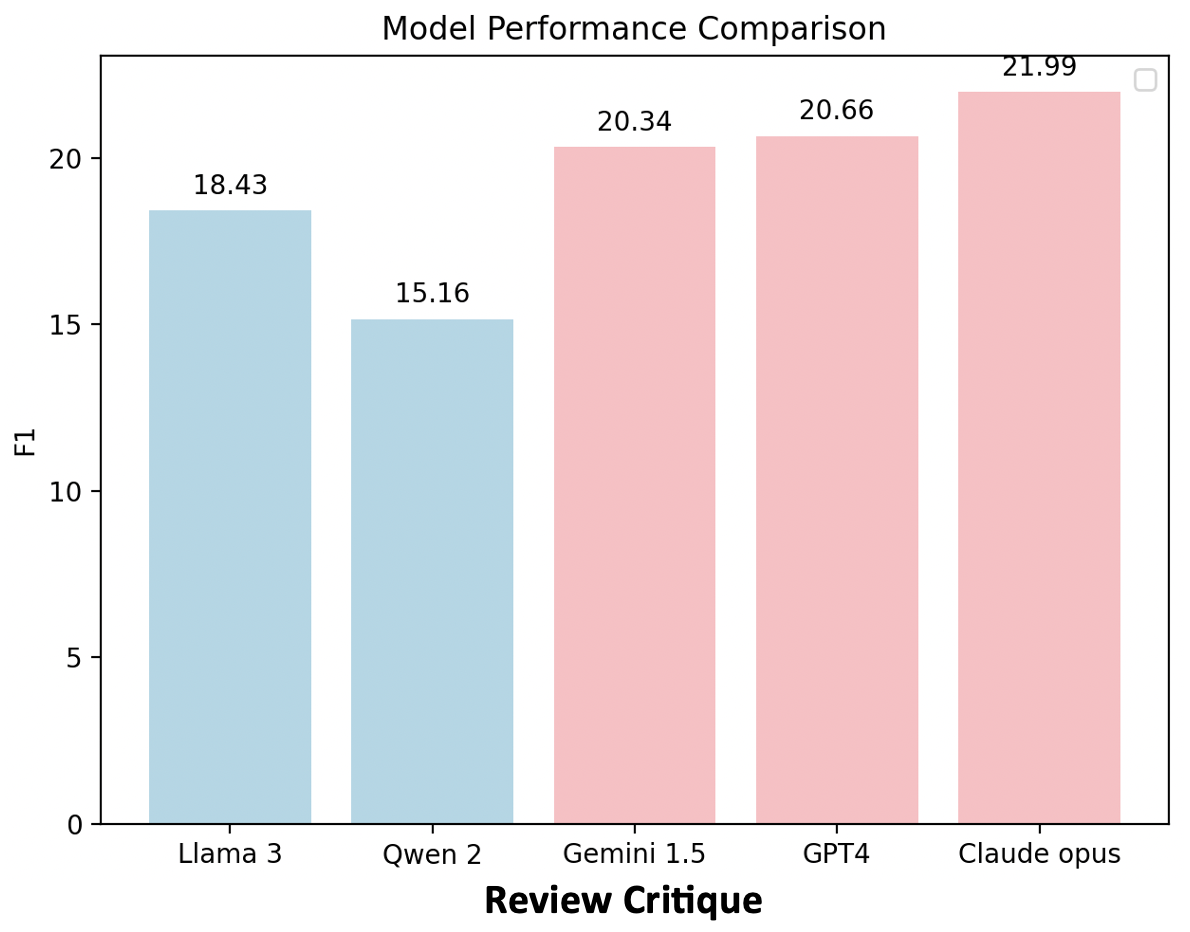 Model Performance Comparison
21.99
20.66
20.34
20
18.43
15.16
15
F1
10
5
0
Llama 3 Qwen 2 Gemini 1.5 GPT4 Claude opus
Review Critique